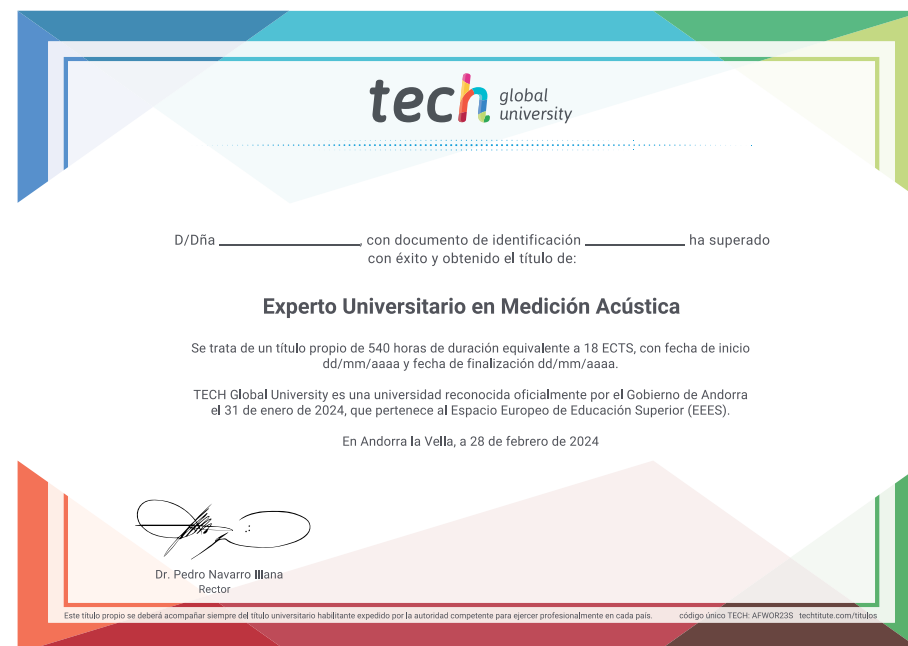 tech global university
D/Dña ____________________, con documento de identificación ______________ ha superado
con éxito y obtenido el título de:
Experto Universitario en Medición Acústica
Se trata de un título propio de 540 horas de duración equivalente a 18 ECTS, con fecha de inicio
dd/mm/aaaa y fecha de finalización dd/mm/aaaa.
TECH Global University es una universidad reconocida oficialmente por el Gobierno de Andorra
el 31 de enero de 2024, que pertenece al Espacio Europeo de Educación Superior (EEES).
En Andorra la Vella, a 28 de febrero de 2024
Dr. Pedro Navarro Illana
Rector
Este título propio se deberá acompañar siempre del título universitario habilitante expedido por la autoridad competente para ejercer profesionalmente en cada país. código único TECH: AFWOR23S techtitute.com/titulos